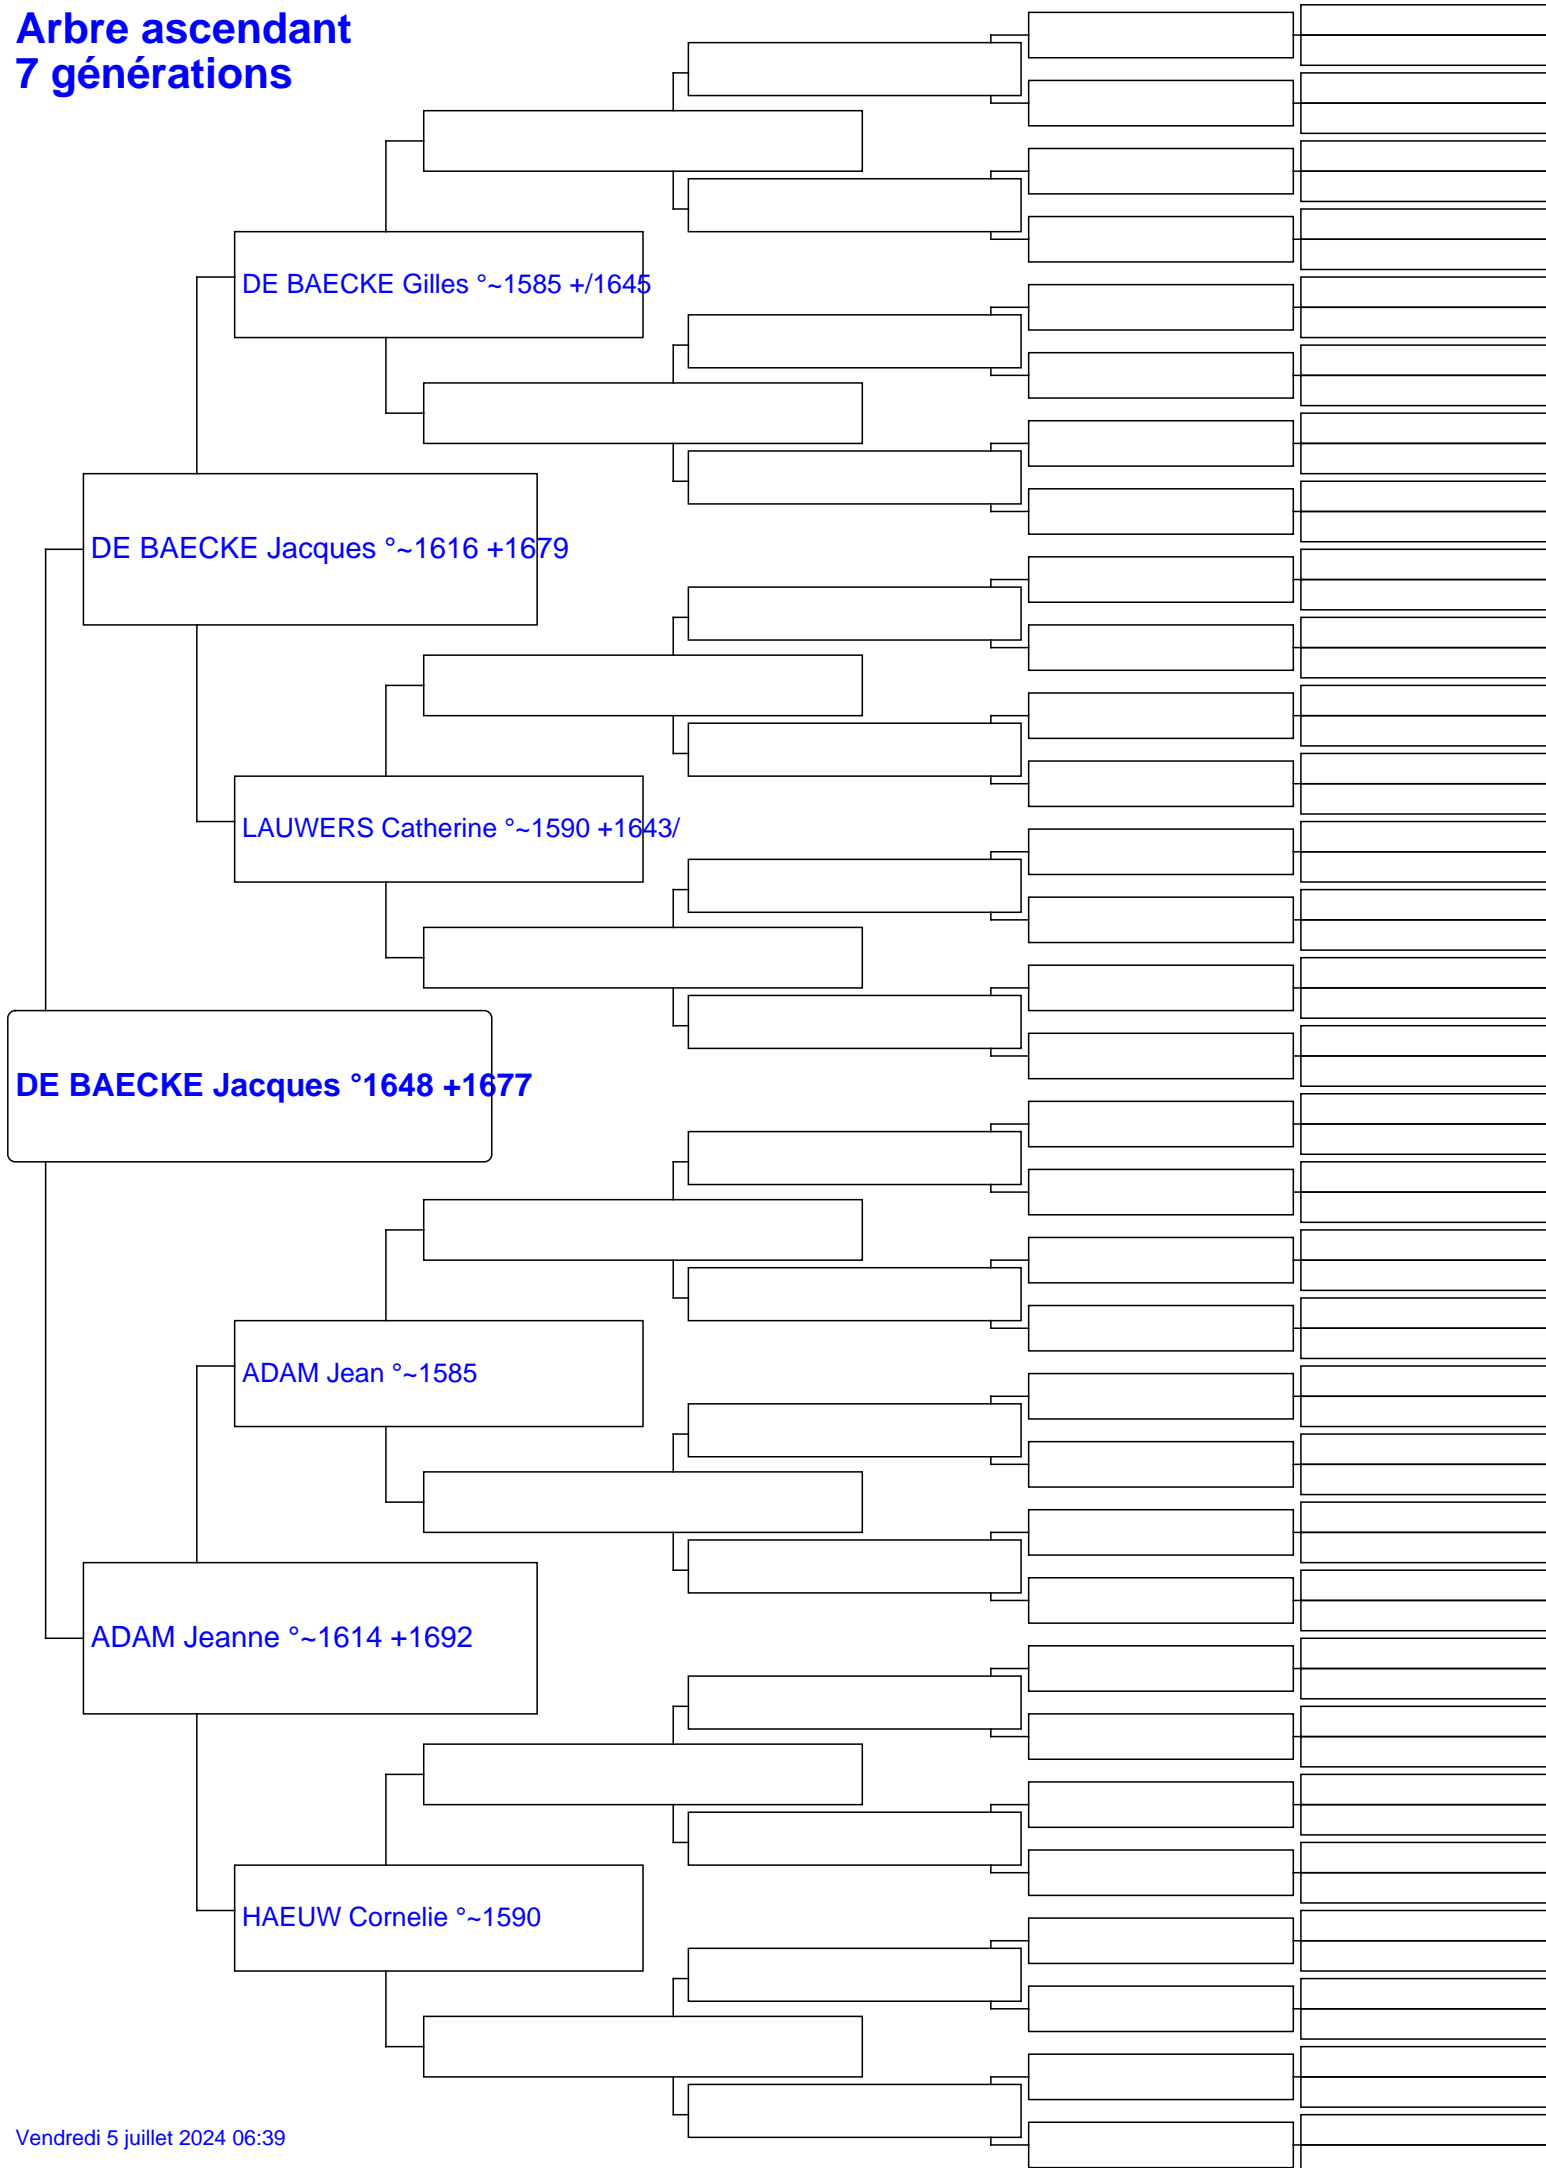 Arbre ascendant
7 générations
DE BAECKE Gilles °~1585 +/1645
DE BAECKE Jacques °~1616 +1679
LAUWERS Catherine °~1590 +1643/
DE BAECKE Jacques °1648 +1677
ADAM Jean °~1585
ADAM Jeanne °~1614 +1692
HAEUW Cornelie °~1590
Vendredi 5 juillet 2024 06:39